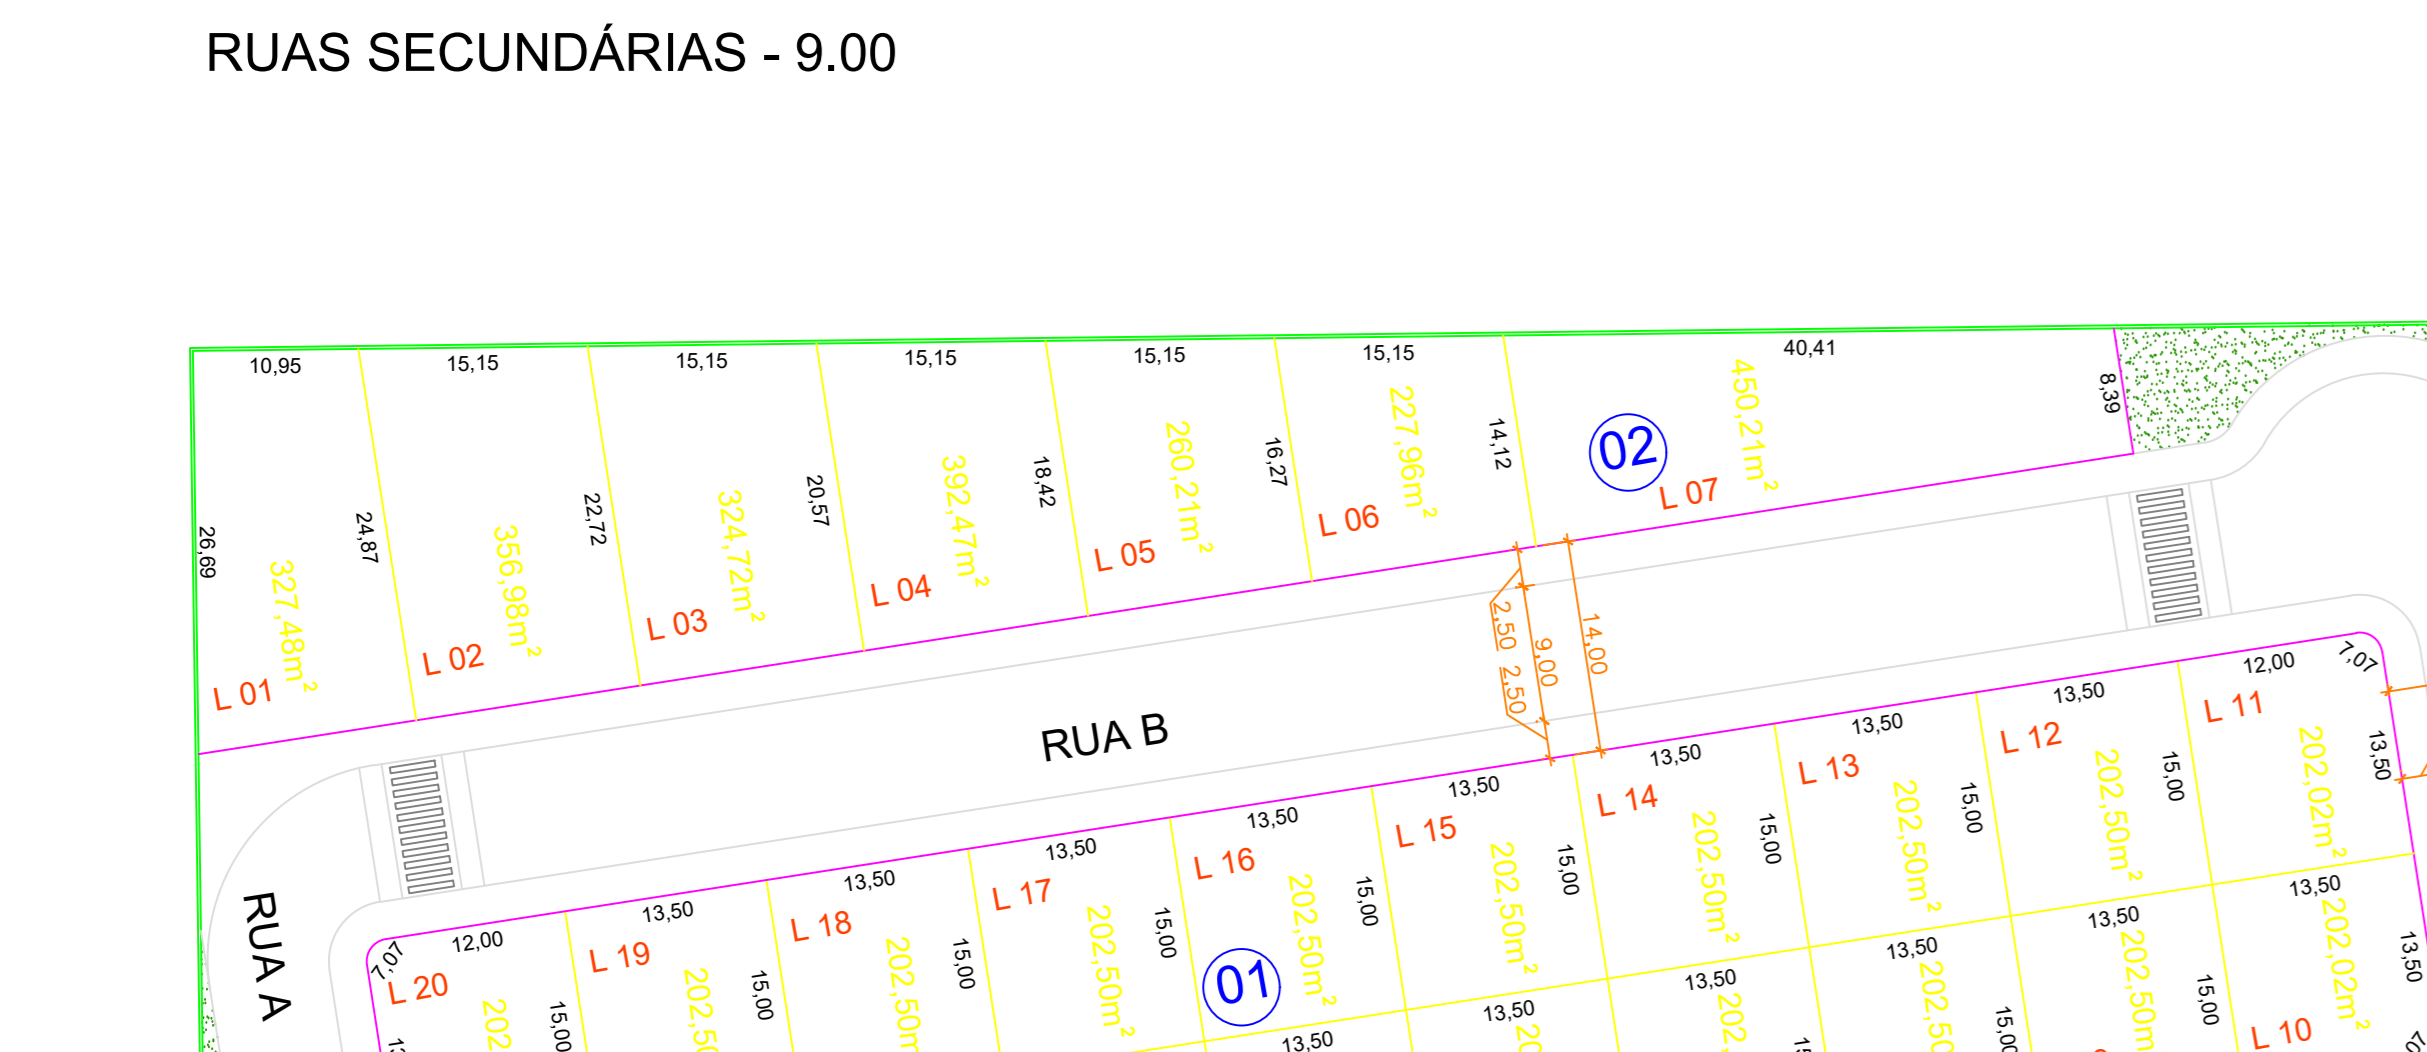 RUAS SECUNDÁRIAS - 9.00
10,95
15,15
15,15
15,15
15,15
15,15
40,41
26,69
24,87
22,72
20,57
18,42
16,27
14,12
8,39
327,48m²
356,98m²
324,72m²
392,47m²
260,21m²
227,96m²
450,21m²
L 01
L 02
L 03
L 04
L 05
L 06
L 07
02
2,50
2,50
9,00
14,00
RUA B
RUA A
7,07
12,00
13,50
13,50
13,50
13,50
13,50
13,50
13,50
13,50
12,00
7,07
L 20
L 19
L 18
L 17
L 16
L 15
L 14
L 13
L 12
L 11
15,00
15,00
15,00
15,00
15,00
15,00
15,00
15,00
15,00
13,50
202,50m²
202,50m²
202,50m²
202,50m²
202,50m²
202,50m²
202,02m²
01
13,50
13,50
13,50
13,50
13,50
13,50
202,02m²
15,00
13,50
L 10